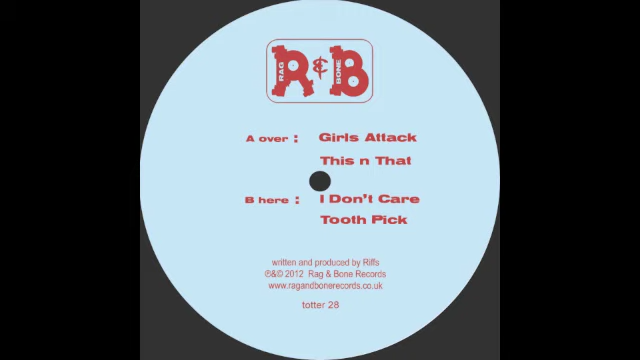 RAG R & B BONE
A over : Girls Attack
This n That
B here : I Don't Care
Tooth Pick
written and produced by Riffs
℗&© 2012 Rag & Bone Records
www.ragandbonerecords.co.uk
totter 28